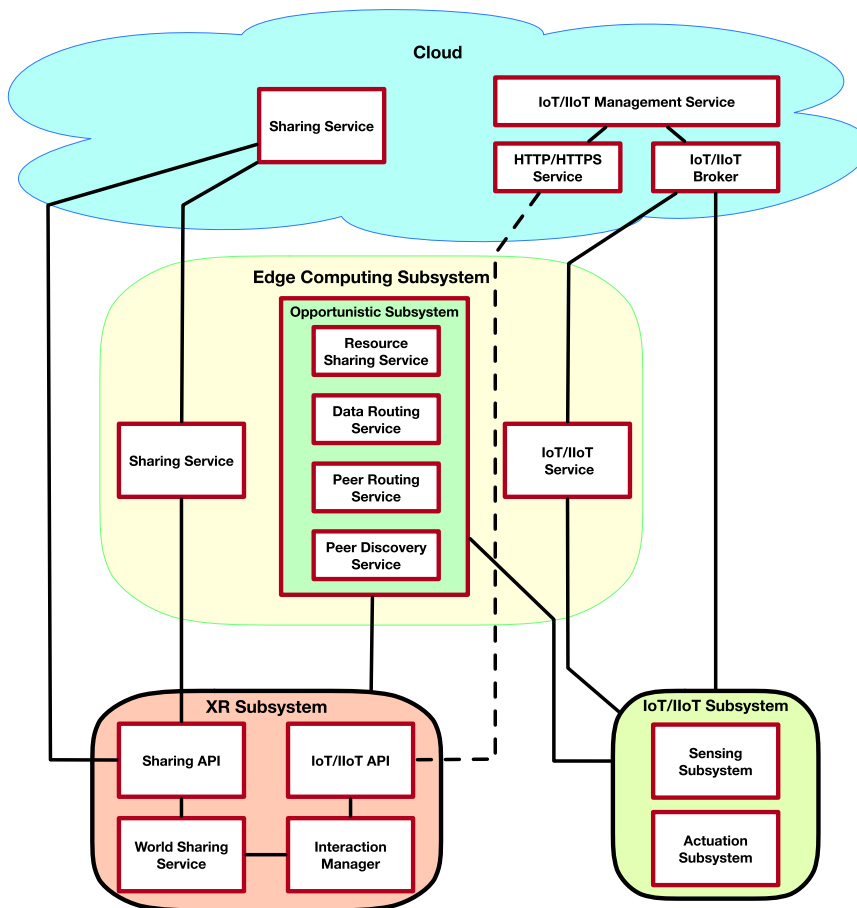 Cloud
Sharing Service
IoT/IIoT Management Service
HTTP/HTTPS
Service
IoT/IIoT
Broker
Edge Computing Subsystem
Opportunistic Subsystem
Resource
Sharing Service
Data Routing
Service
Peer Routing
Service
Peer Discovery
Service
Sharing Service
IoT/IIoT
Service
XR Subsystem
Sharing API
IoT/IIoT API
World Sharing
Service
Interaction
Manager
IoT/IIoT Subsystem
Sensing
Subsystem
Actuation
Subsystem